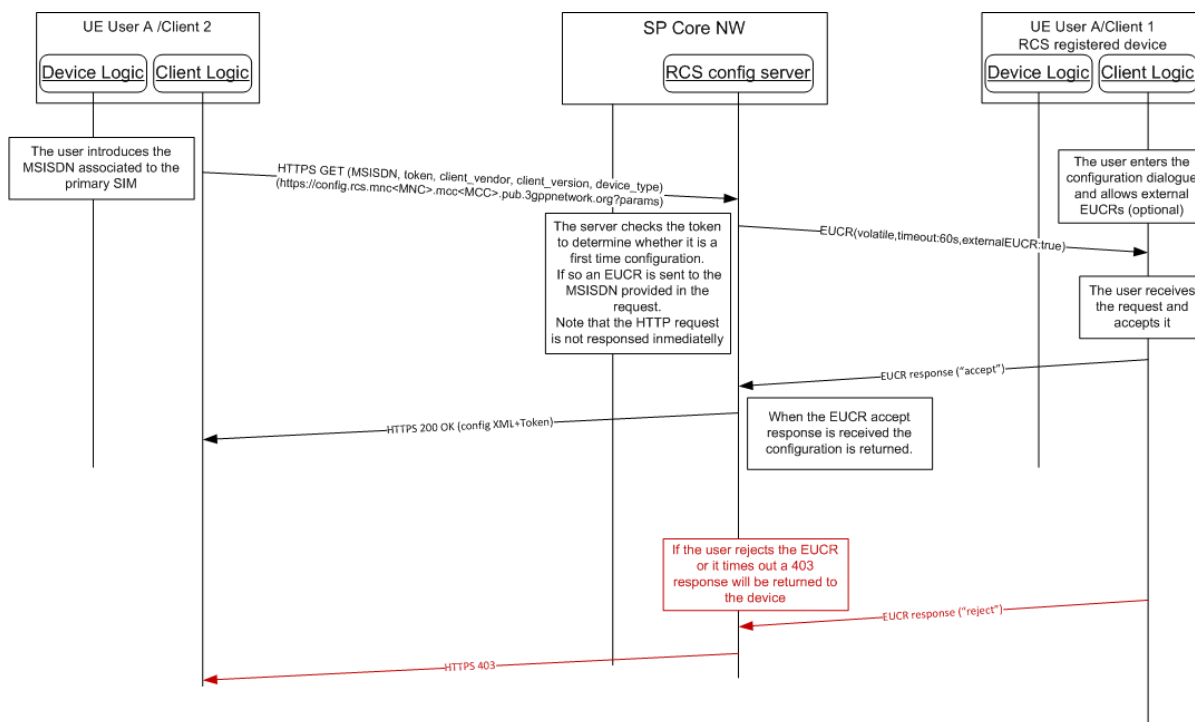 UE User A /Client 2
Device Logic
Client Logic
SP Core NW
RCS config server
UE User A/Client 1
RCS registered device
Device Logic
Client Logic
The user introduces the
MSISDN associated to the
primary SIM
HTTPS GET (MSISDN, token, client_vendor, client_version, device_type)
(https://config.rcs.mnc<MNC>.mcc<MCC>.pub.3gppnetwork.org?params)
The user enters the
configuration dialogue
and allows external
EUCRs (optional)
The server checks the token
to determine whether it is a
first time configuration.
If so an EUCR is sent to the
MSISDN provided in the
request.
Note that the HTTP request
is not responsed inmediatelly
EUCR(volatile,timeout:60s,externalEUCR:true)
The user receives
the request and
accepts it
EUCR response (“accept”)
HTTPS 200 OK (config XML+Token)
When the EUCR accept
response is received the
configuration is returned.
If the user rejects the EUCR
or it times out a 403
response will be returned to
the device
EUCR response (“reject”)
HTTPS 403